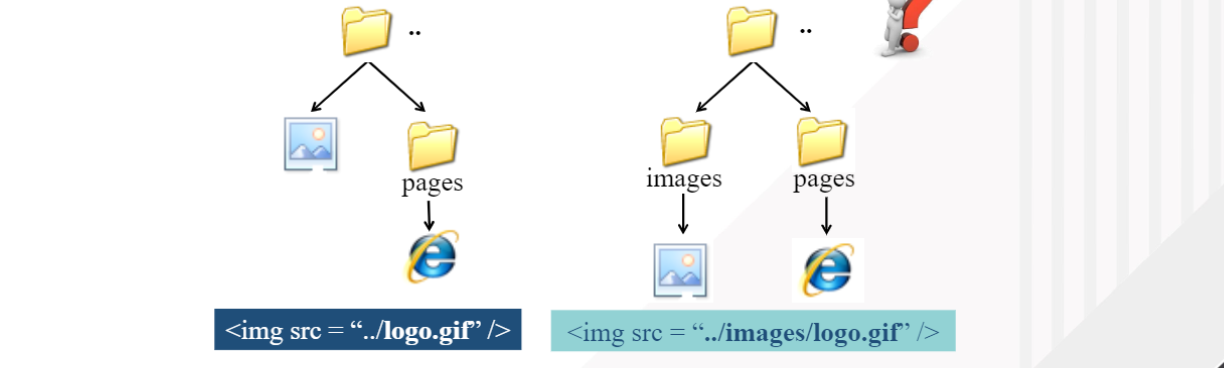 .. ..
images pages
pages
<img src = “../logo.gif” /> <img src = “../images/logo.gif” />